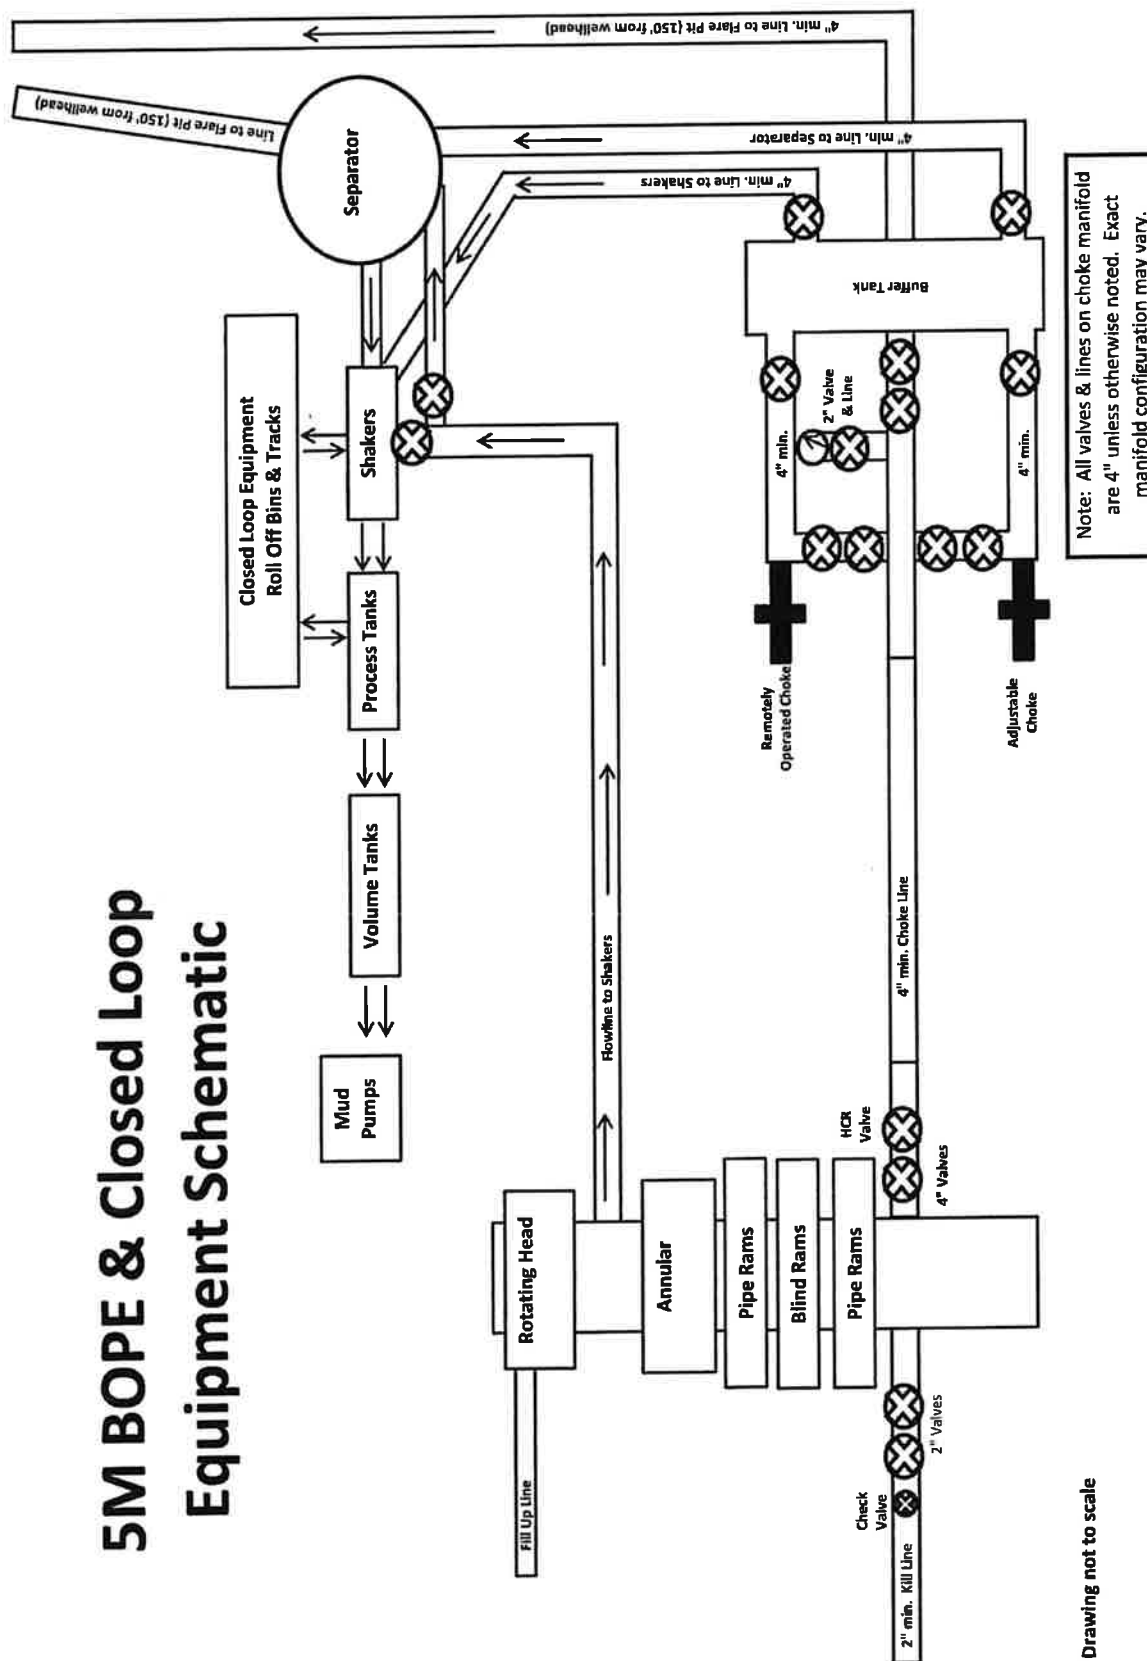 5M BOPE & Closed Loop
Equipment Schematic
4" min. Line to Flare Pit (150' from wellhead)
Line to Flare Pit (150' from wellhead)
Separator
4" min. Line to Separator
4" min. Line to Shakers
Closed Loop Equipment
Roll Off Bins & Tracks
Mud
Pumps
Volume Tanks
Process Tanks
Shakers
Fill Up Line
Rotating Head
Flowline to Shakers
Annular
Pipe Rams
Blind Rams
Pipe Rams
Remotely
Operated Choke
4" min.
2" Valve
& Line
Buffer Tank
HCR
Valve
4" Valves
4" min. Choke Line
Check
Valve
2" min. Kill Line
2" Valves
Adjustable
Choke
4" min.
Drawing not to scale
Note: All valves & lines on choke manifold
are 4" unless otherwise noted. Exact
manifold configuration may vary.